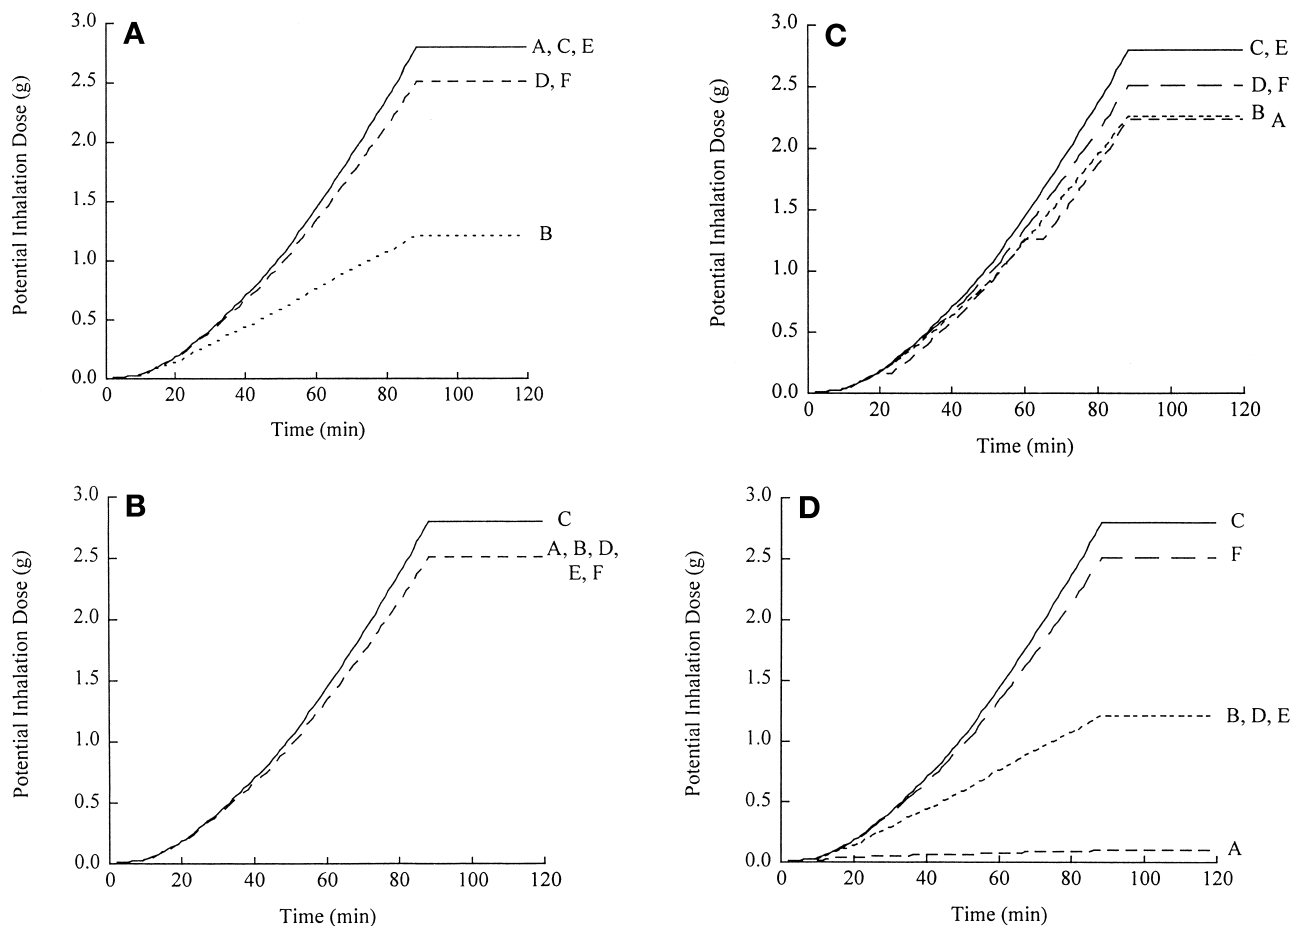 A
Potential Inhalation Dose (g)
3.0
2.5
2.0
1.5
1.0
0.5
0.0
0 20 40 60 80 100 120
Time (min)
A, C, E
D, F
B
C
Potential Inhalation Dose (g)
3.0
2.5
2.0
1.5
1.0
0.5
0.0
0 20 40 60 80 100 120
Time (min)
C, E
D, F
B
A
B
Potential Inhalation Dose (g)
3.0
2.5
2.0
1.5
1.0
0.5
0.0
0 20 40 60 80 100 120
Time (min)
C
A, B, D,
E, F
D
Potential Inhalation Dose (g)
3.0
2.5
2.0
1.5
1.0
0.5
0.0
0 20 40 60 80 100 120
Time (min)
C
F
B, D, E
A